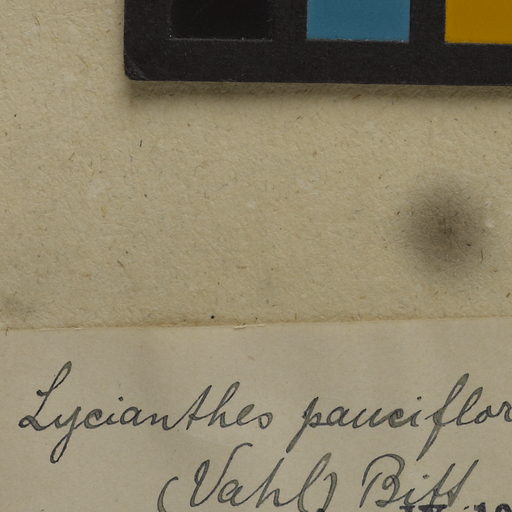 Lycianthes pauciflor
(Vahl) Bitt